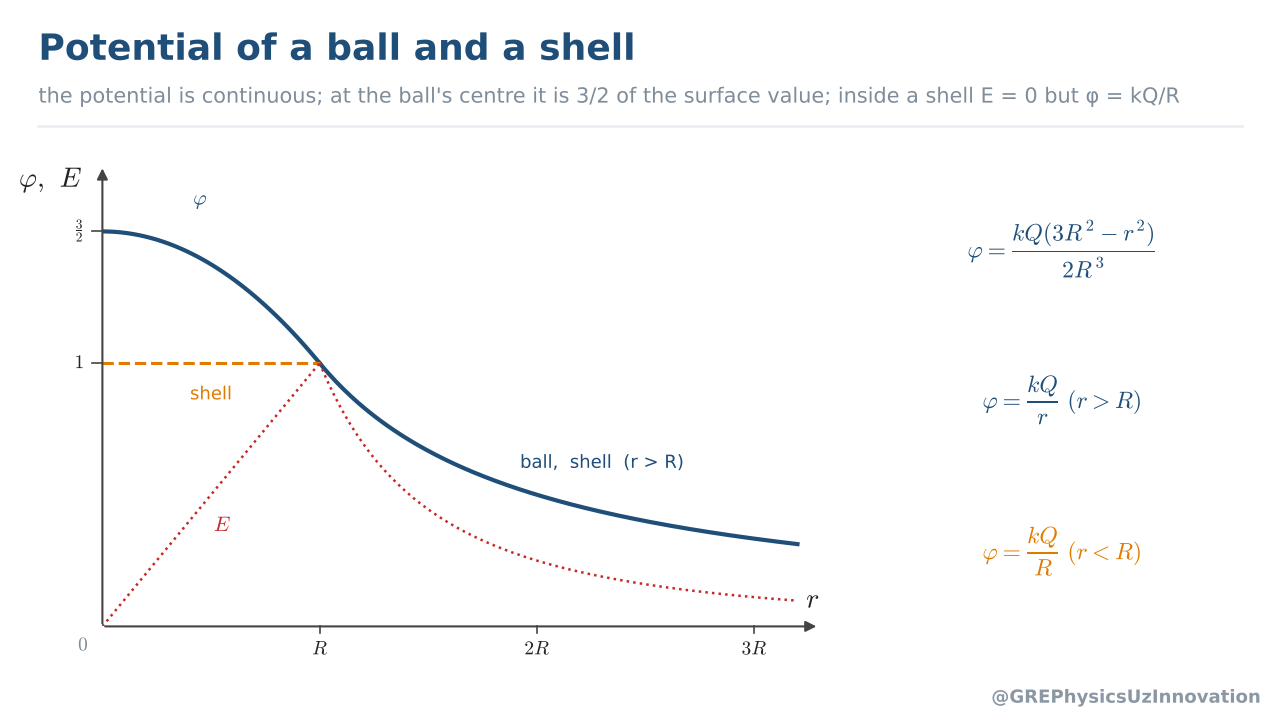 Potential of a ball and a shell
the potential is continuous; at the ball's centre it is 3/2 of the surface value; inside a shell E = 0 but φ = kQ/R
φ, E
φ
3/2
1
shell
E
ball, shell (r > R)
r
0
R
2R
3R
φ = kQ(3R² − r²) / 2R³
φ = kQ / r (r > R)
φ = kQ / R (r < R)
@GREPhysicsUzInnovation